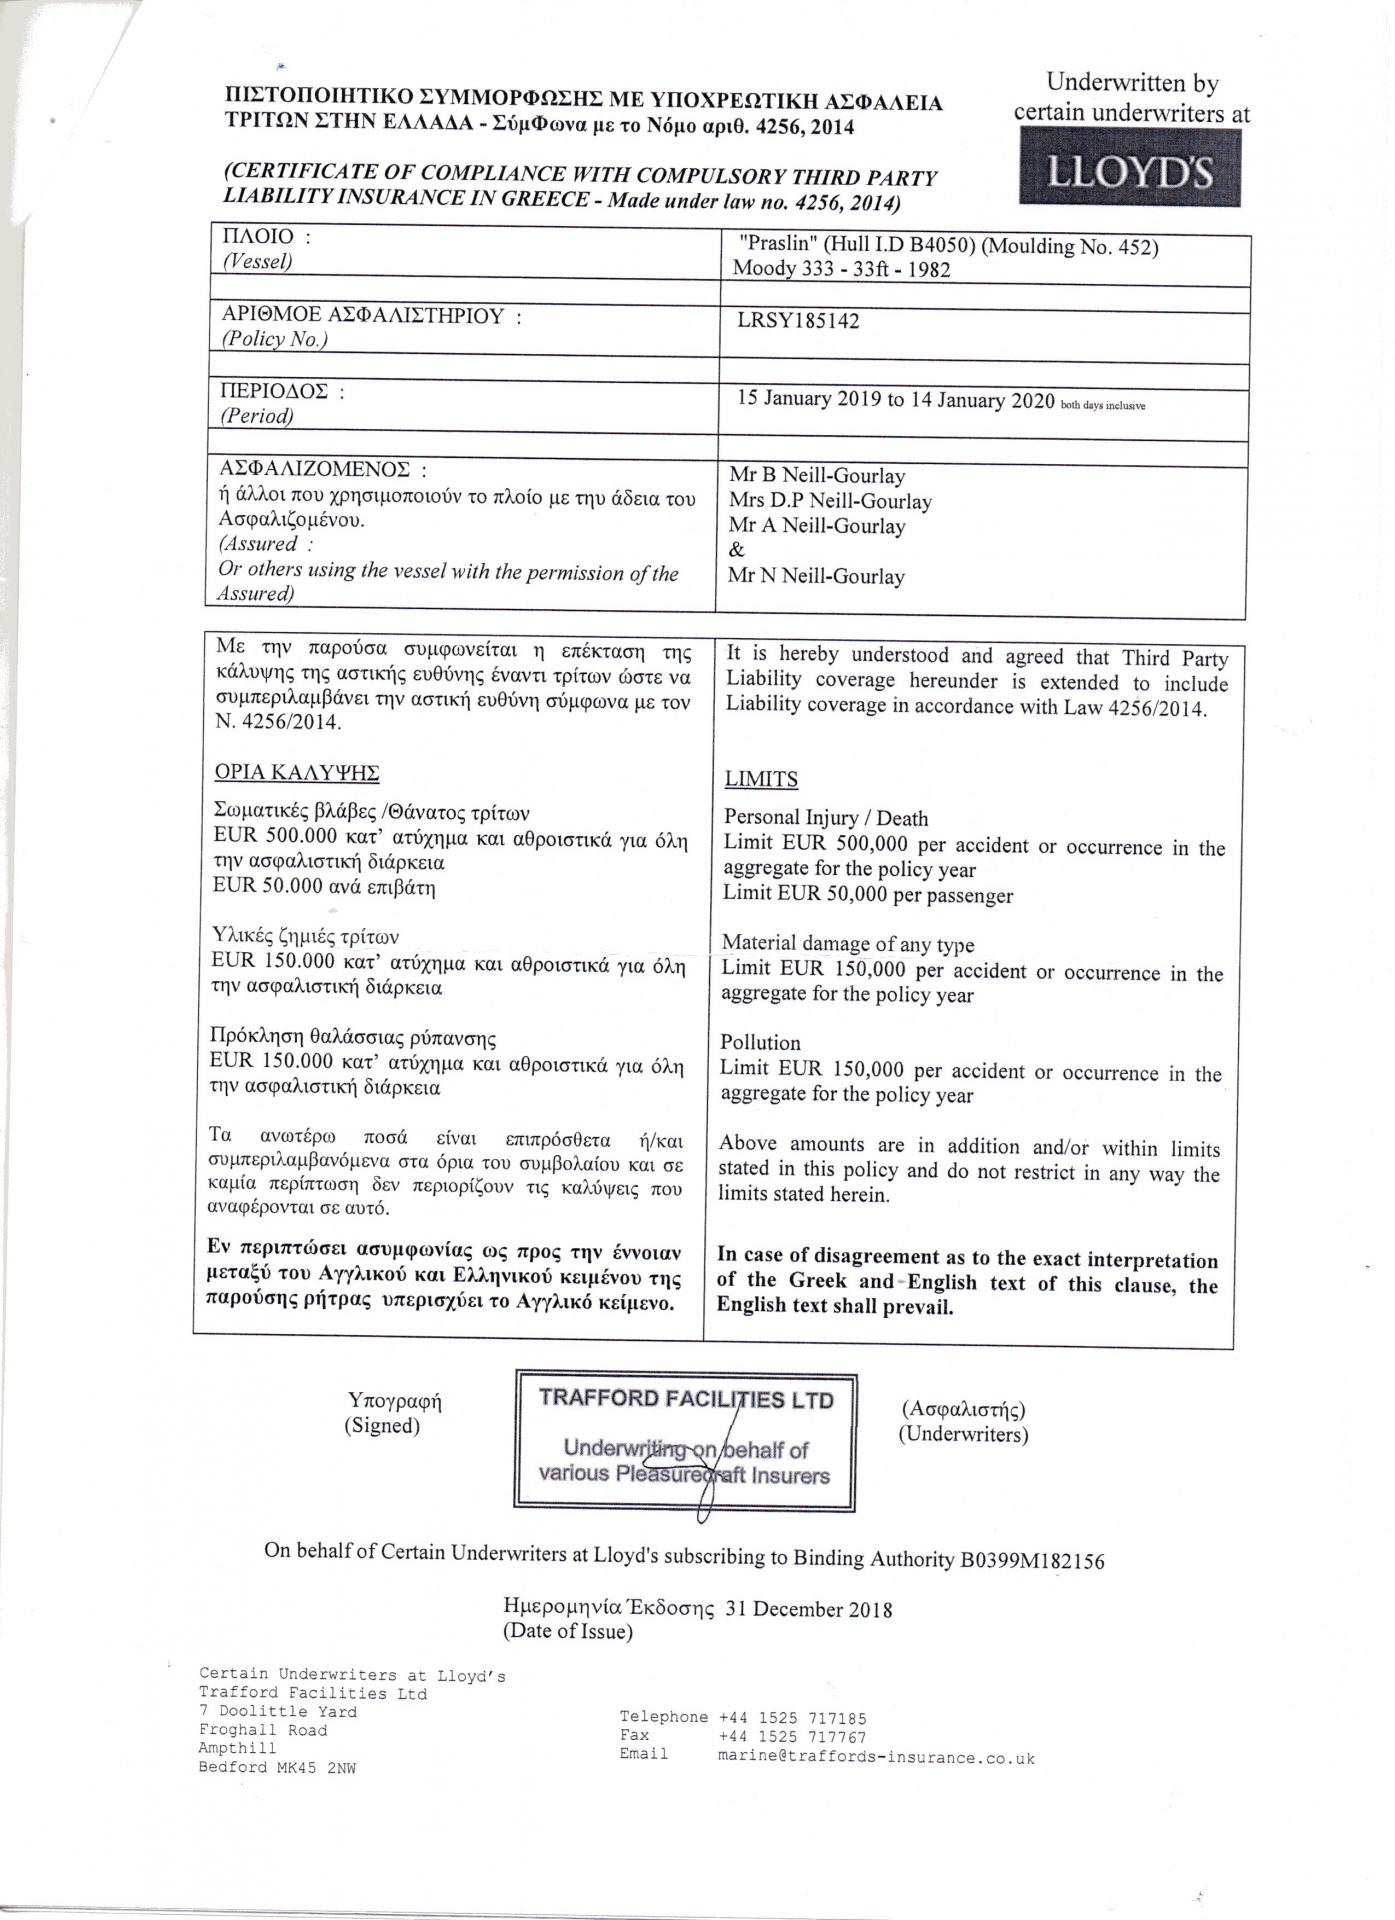 ΠΙΣΤΟΠΟΙΗΤΙΚΟ ΣΥΜΜΟΡΦΩΣΗΣ ΜΕ ΥΠΟΧΡΕΩΤΙΚΗ ΑΣΦΑΛΕΙΑ
ΤΡΙΤΩΝ ΣΤΗΝ ΕΛΛΑΔΑ - ΣύμΦωνα με το Νόμο αριθ. 4256, 2014
(CERTIFICATE OF COMPLIANCE WITH COMPULSORY THIRD PARTY
LIABILITY INSURANCE IN GREECE - Made under law no. 4256, 2014)
Underwritten by
certain underwriters at
LLOYD'S
ΠΛΟΙΟ :
(Vessel)
"Praslin" (Hull I.D B4050) (Moulding No. 452)
Moody 333 - 33ft - 1982
ΑΡΙΘΜΟΕ ΑΣΦΑΛΙΣΤΗΡΙΟΥ :
(Policy No.)
LRSY185142
ΠΕΡΙΟΔΟΣ :
(Period)
15 January 2019 to 14 January 2020 both days inclusive
ΑΣΦΑΛΙΖΟΜΕΝΟΣ :
ή άλλοι που χρησιμοποιούν το πλοίο με τηυ άδεια του
Ασφαλιζομένου.
(Assured :
Or others using the vessel with the permission of the
Assured)
Mr B Neill-Gourlay
Mrs D.P Neill-Gourlay
Mr A Neill-Gourlay
&
Mr N Neill-Gourlay
Με την παρούσα συμφωνείται η επέκταση της
κάλυψης της αστικής ευθύνης έναντι τρίτων ώστε να
συμπεριλαμβάνει την αστική ευθύνη σύμφωνα με τον
Ν. 4256/2014.
ΟΡΙΑ ΚΑΛΥΨΗΣ
Σωματικές βλάβες /Θάνατος τρίτων
EUR 500.000 κατ' ατύχημα και αθροιστικά για όλη
την ασφαλιστική διάρκεια
EUR 50.000 ανά επιβάτη
Υλικές ζημιές τρίτων
EUR 150.000 κατ' ατύχημα και αθροιστικά για όλη
την ασφαλιστική διάρκεια
Πρόκληση θαλάσσιας ρύπανσης
EUR 150.000 κατ' ατύχημα και αθροιστικά για όλη
την ασφαλιστική διάρκεια
Τα ανωτέρω ποσά είναι επιπρόσθετα ή/και
συμπεριλαμβανόμενα στα όρια του συμβολαίου και σε
καμία περίπτωση δεν περιορίζουν τις καλύψεις που
αναφέρονται σε αυτό.
Εν περιπτώσει ασυμφωνίας ως προς την έννοιαν
μεταξύ του Αγγλικού και Ελληνικού κειμένου της
παρούσης ρήτρας υπερισχύει το Αγγλικό κείμενο.
It is hereby understood and agreed that Third Party
Liability coverage hereunder is extended to include
Liability coverage in accordance with Law 4256/2014.
LIMITS
Personal Injury / Death
Limit EUR 500,000 per accident or occurrence in the
aggregate for the policy year
Limit EUR 50,000 per passenger
Material damage of any type
Limit EUR 150,000 per accident or occurrence in the
aggregate for the policy year
Pollution
Limit EUR 150,000 per accident or occurrence in the
aggregate for the policy year
Above amounts are in addition and/or within limits
stated in this policy and do not restrict in any way the
limits stated herein.
In case of disagreement as to the exact interpretation
of the Greek and English text of this clause, the
English text shall prevail.
Υπογραφή
(Signed)
TRAFFORD FACILITIES LTD
Underwriting on behalf of
various Pleasurecraft Insurers
(Ασφαλιστής)
(Underwriters)
On behalf of Certain Underwriters at Lloyd's subscribing to Binding Authority B0399M182156
Ημερομηνία Έκδοσης 31 December 2018
(Date of Issue)
Certain Underwriters at Lloyd's
Trafford Facilities Ltd
7 Doolittle Yard
Froghall Road
Ampthill
Bedford MK45 2NW
Telephone +44 1525 717185
Fax +44 1525 717767
Email marine@traffords-insurance.co.uk